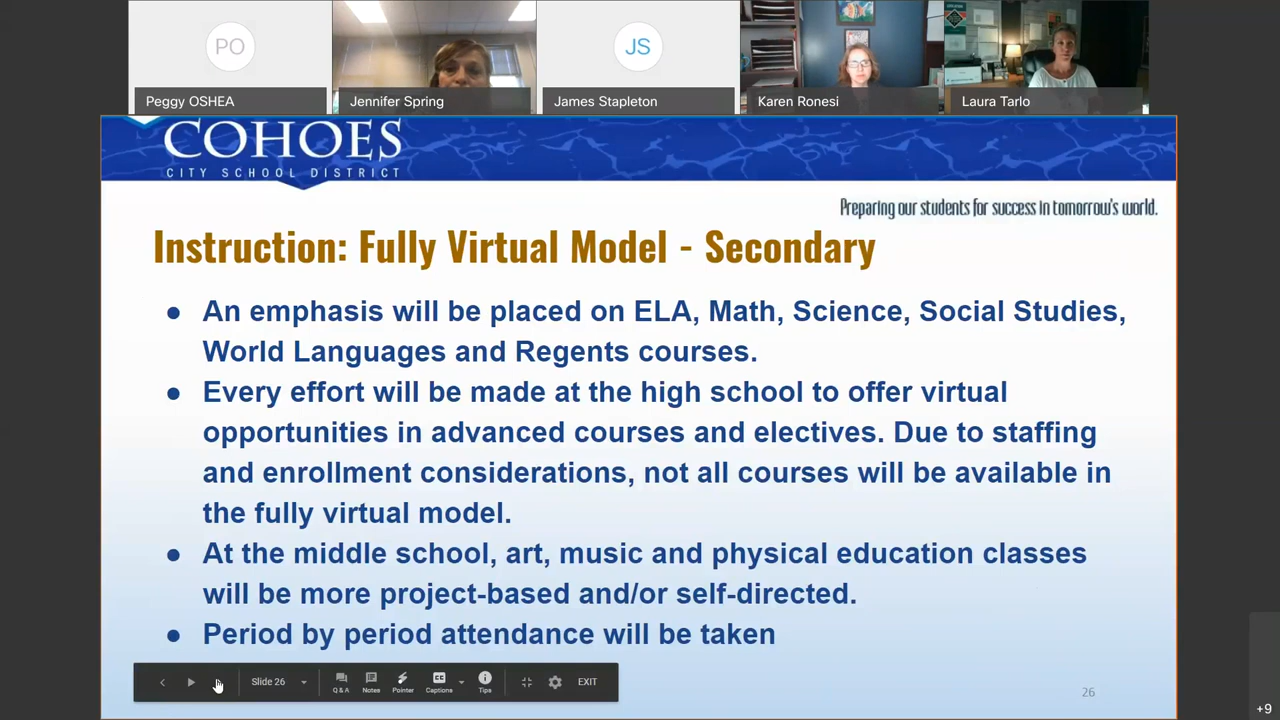 PO
JS
Peggy OSHEA
Jennifer Spring
James Stapleton
Karen Ronesi
Laura Tarlo
COHOES
CITY SCHOOL DISTRICT
Preparing our students for success in tomorrow's world.
Instruction: Fully Virtual Model - Secondary
● An emphasis will be placed on ELA, Math, Science, Social Studies,
World Languages and Regents courses.
● Every effort will be made at the high school to offer virtual
opportunities in advanced courses and electives. Due to staffing
and enrollment considerations, not all courses will be available in
the fully virtual model.
● At the middle school, art, music and physical education classes
will be more project-based and/or self-directed.
● Period by period attendance will be taken
Slide 26
Q & A
Notes
Pointer
CC
Captions
Tips
EXIT
26
+9